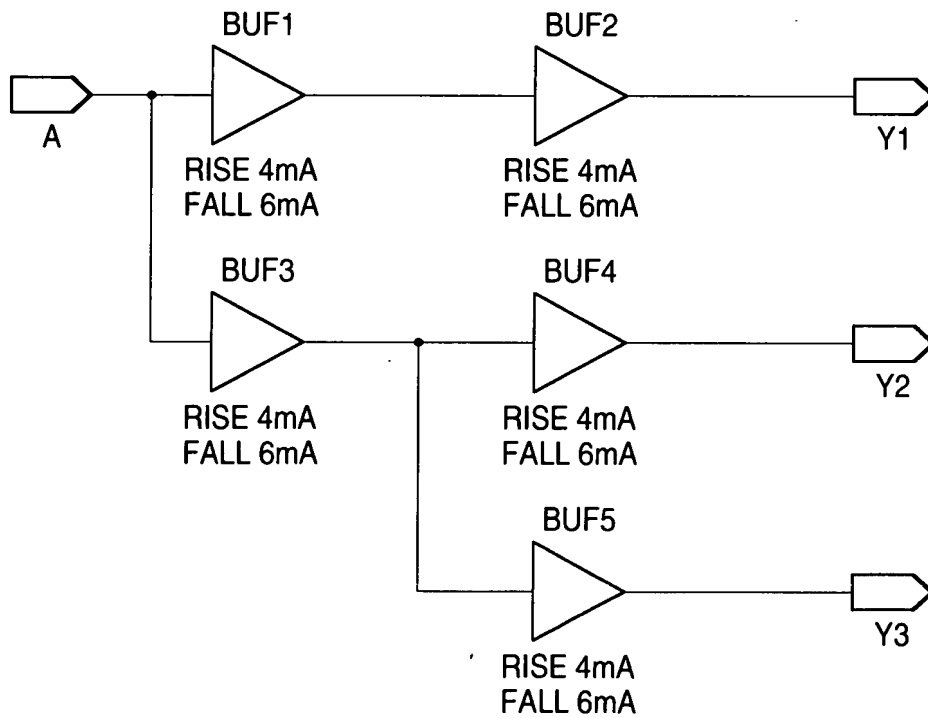 BUF1
BUF2
A
Y1
RISE 4mA
FALL 6mA
RISE 4mA
FALL 6mA
BUF3
BUF4
Y2
RISE 4mA
FALL 6mA
RISE 4mA
FALL 6mA
BUF5
Y3
RISE 4mA
FALL 6mA